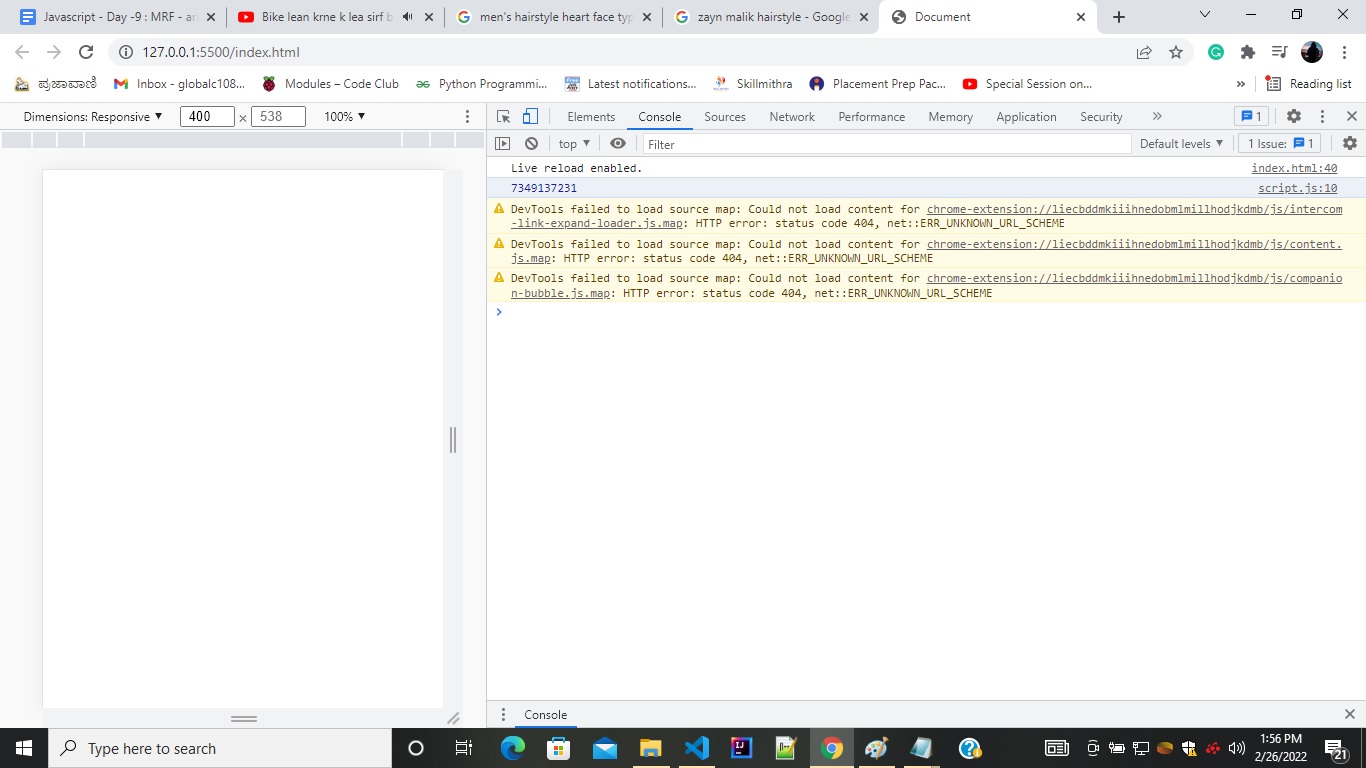 Javascript - Day -9 : MRF - an
Bike lean krne k lea sirf b
men's hairstyle heart face typ
zayn malik hairstyle - Google
Document
127.0.0.1:5500/index.html
ಪ್ರಜಾವಾಣಿ
Inbox - globalc108...
Modules – Code Club
Python Programmi...
Latest notifications...
Skillmithra
Placement Prep Pac...
Special Session on...
»
Reading list
Dimensions: Responsive
400 × 538
100%
Elements
Console
Sources
Network
Performance
Memory
Application
Security
»
1
top
Filter
Default levels
1 Issue: 1
Live reload enabled. index.html:40
7349137231 script.js:10
DevTools failed to load source map: Could not load content for chrome-extension://liecbddmkiiihnedobmlmillhodjkdmb/js/intercom
-link-expand-loader.js.map: HTTP error: status code 404, net::ERR_UNKNOWN_URL_SCHEME
DevTools failed to load source map: Could not load content for chrome-extension://liecbddmkiiihnedobmlmillhodjkdmb/js/content.
js.map: HTTP error: status code 404, net::ERR_UNKNOWN_URL_SCHEME
DevTools failed to load source map: Could not load content for chrome-extension://liecbddmkiiihnedobmlmillhodjkdmb/js/companio
n-bubble.js.map: HTTP error: status code 404, net::ERR_UNKNOWN_URL_SCHEME
Console
Type here to search
1:56 PM
2/26/2022
21